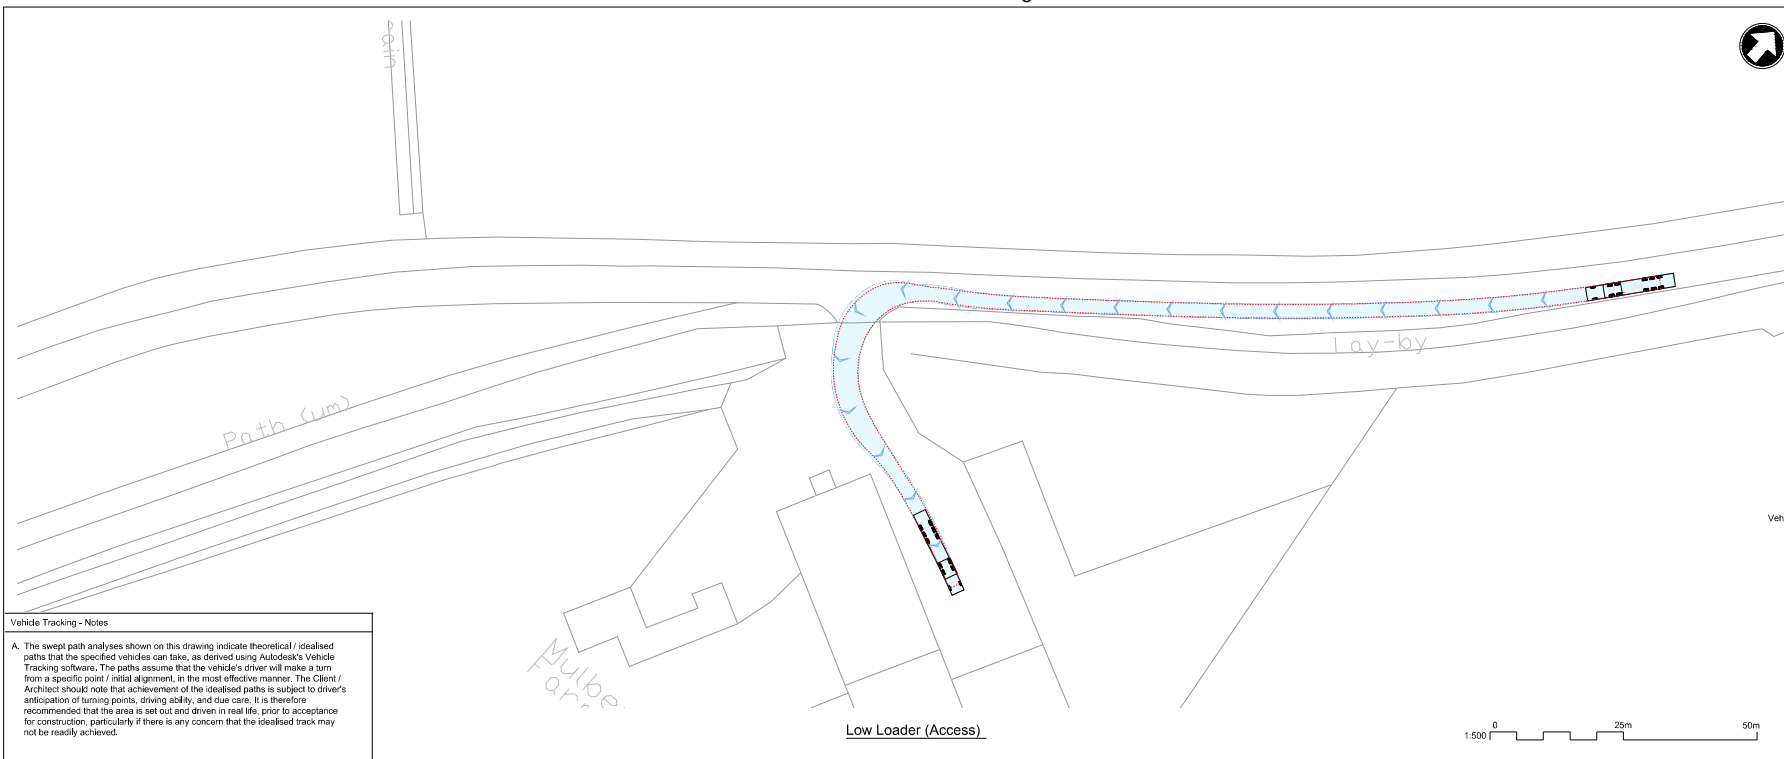 Path (um)
Lay-by
Veh
Vehicle Tracking - Notes
A. The swept path analyses shown on this drawing indicate theoretical / idealised
paths that the specified vehicles can take, as derived using Autodesk's Vehicle
Tracking software. The paths assume that the vehicle's driver will make a turn
from a specific point / initial alignment, in the most effective manner. The Client /
Architect should note that achievement of the idealised paths is subject to driver's
anticipation of turning points, driving ability, and due care. It is therefore
recommended that the area is set out and driven in real life, prior to acceptance
for construction, particularly if there is any concern that the idealised track may
not be readily achieved.
Mulbe
Low Loader (Access)
1:500
0 25m 50m